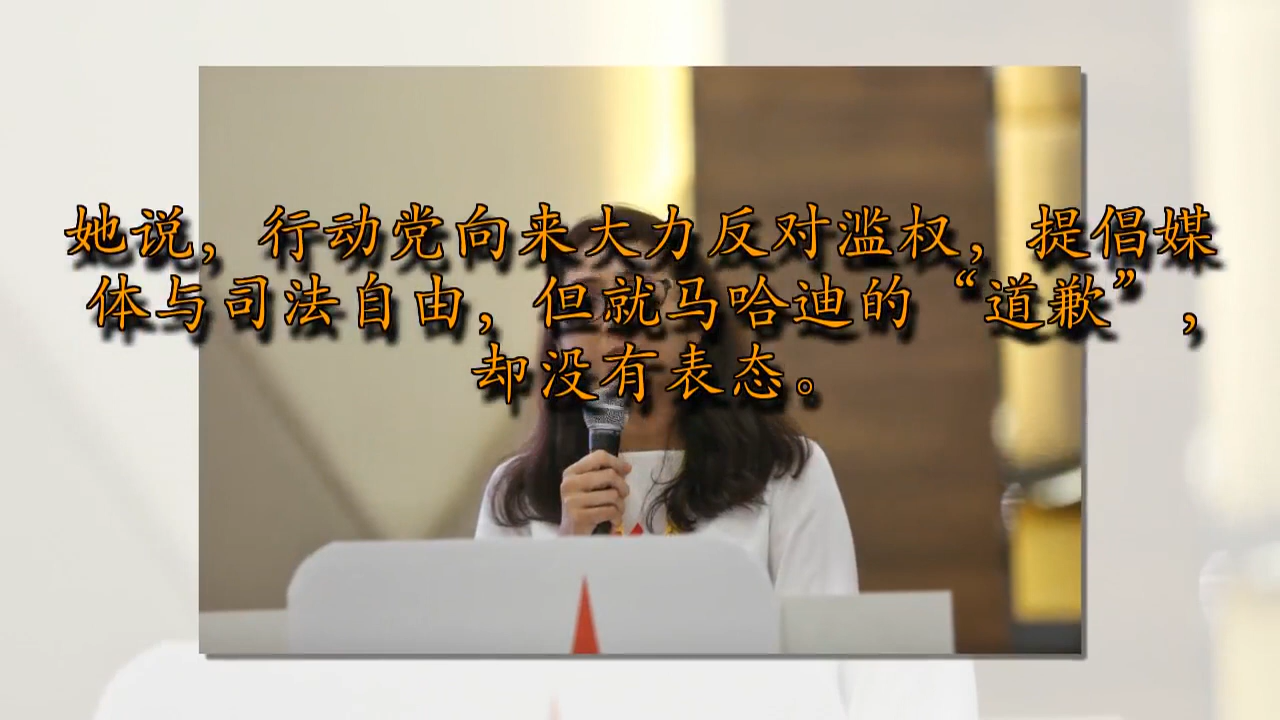 她说，行动党向来大力反对滥权，提倡媒
体与司法自由，但就马哈迪的“道歉”，
却没有表态。